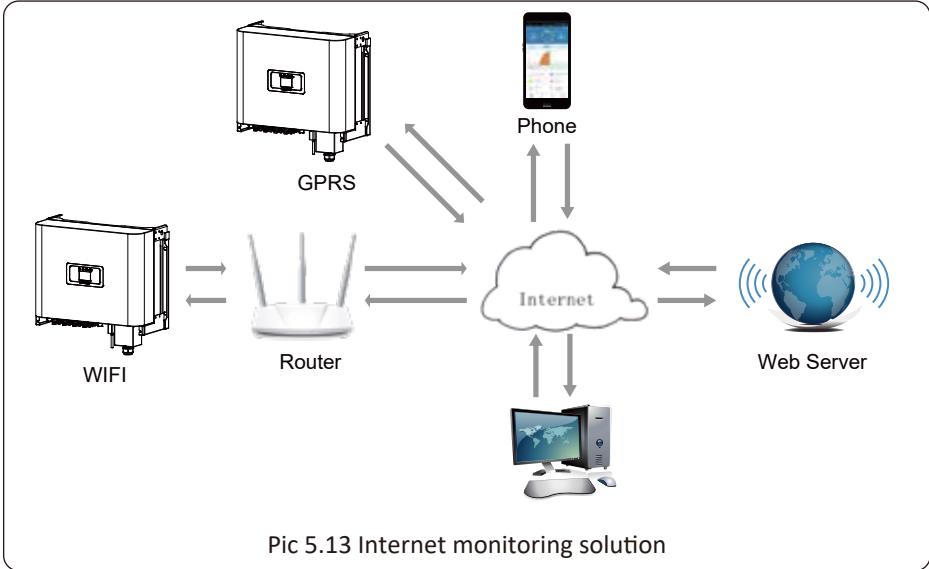 Phone
GPRS
Internet
WIFI
Router
Web Server
Pic 5.13 Internet monitoring solution